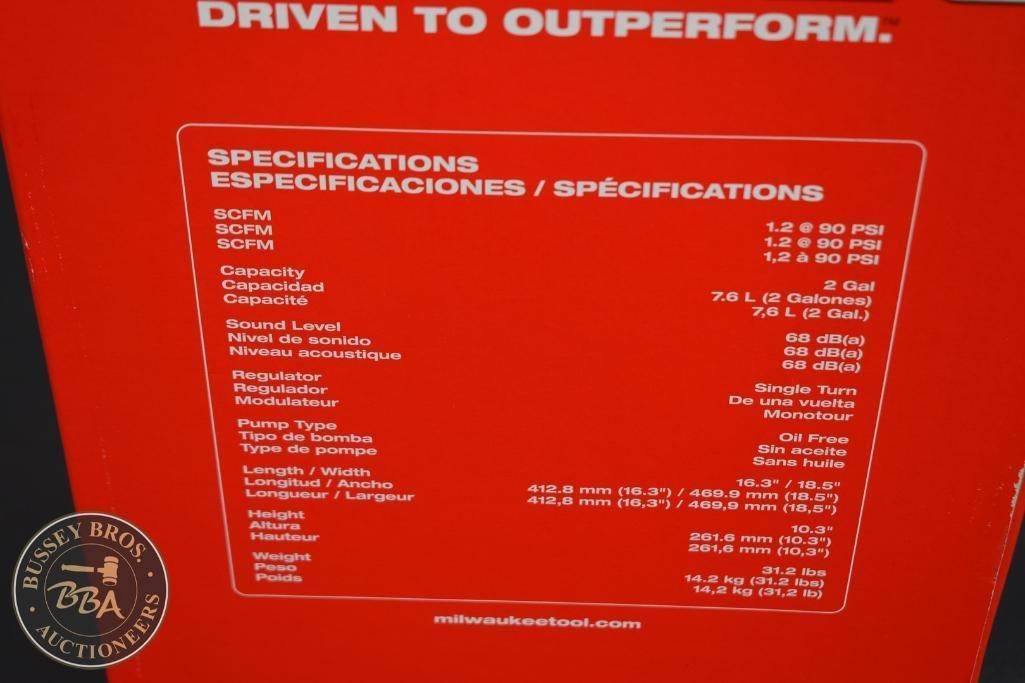 DRIVEN TO OUTPERFORM.™
SPECIFICATIONS
ESPECIFICACIONES / SPÉCIFICATIONS
SCFM 1.2 @ 90 PSI
SCFM 1.2 @ 90 PSI
SCFM 1,2 à 90 PSI
Capacity 2 Gal
Capacidad 7.6 L (2 Galones)
Capacité 7,6 L (2 Gal.)
Sound Level 68 dB(a)
Nivel de sonido 68 dB(a)
Niveau acoustique 68 dB(a)
Regulator Single Turn
Regulador De una vuelta
Modulateur Monotour
Pump Type Oil Free
Tipo de bomba Sin aceite
Type de pompe Sans huile
Length / Width 16.3" / 18.5"
Longitud / Ancho 412.8 mm (16.3") / 469.9 mm (18.5")
Longueur / Largeur 412,8 mm (16,3") / 469,9 mm (18,5")
Height 10.3"
Altura 261.6 mm (10.3")
Hauteur 261,6 mm (10,3")
Weight 31.2 lbs
Peso 14.2 kg (31.2 lbs)
Poids 14,2 kg (31,2 lb)
milwaukeetool.com
BUSSEY BROS.
BBA
AUCTIONEERS